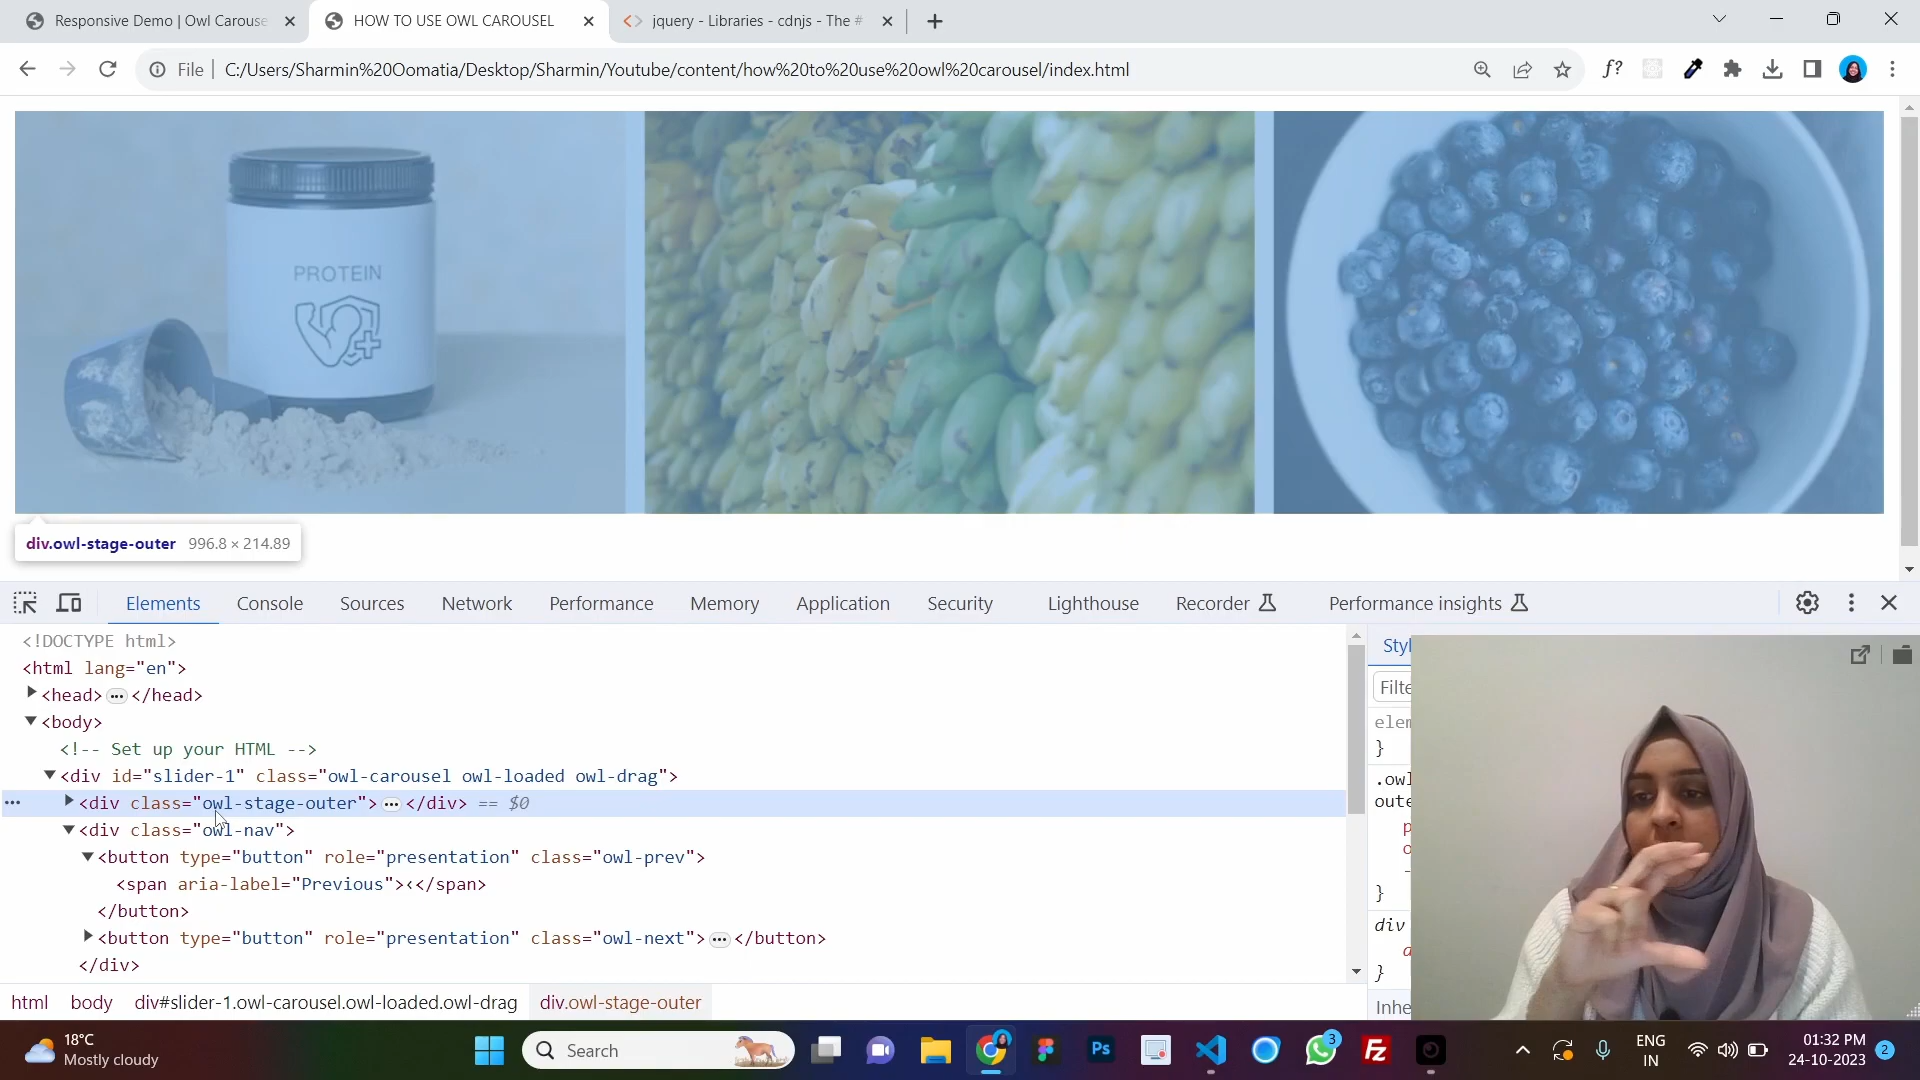 Responsive Demo | Owl Carouse
HOW TO USE OWL CAROUSEL
jquery - Libraries - cdnjs - The #
File
C:/Users/Sharmin%20Oomatia/Desktop/Sharmin/Youtube/content/how%20to%20use%20owl%20carousel/index.html
f?
PROTEIN
div.owl-stage-outer 996.8 × 214.89
Elements Console Sources Network Performance Memory Application Security Lighthouse Recorder Performance insights
<!DOCTYPE html>
<html lang="en">
<head> ••• </head>
<body>
<!-- Set up your HTML -->
<div id="slider-1" class="owl-carousel owl-loaded owl-drag">
••• <div class="owl-stage-outer"> ••• </div> == $0
<div class="owl-nav">
<button type="button" role="presentation" class="owl-prev">
<span aria-label="Previous">‹</span>
</button>
<button type="button" role="presentation" class="owl-next"> ••• </button>
</div>
html body div#slider-1.owl-carousel.owl-loaded.owl-drag div.owl-stage-outer
Styl
Filte
elem
}
.owl
oute
p
o
}
div
a
}
Inhe
18°C
Mostly cloudy
Search
Ps
3
Fz
ENG
IN
01:32 PM
24-10-2023
2